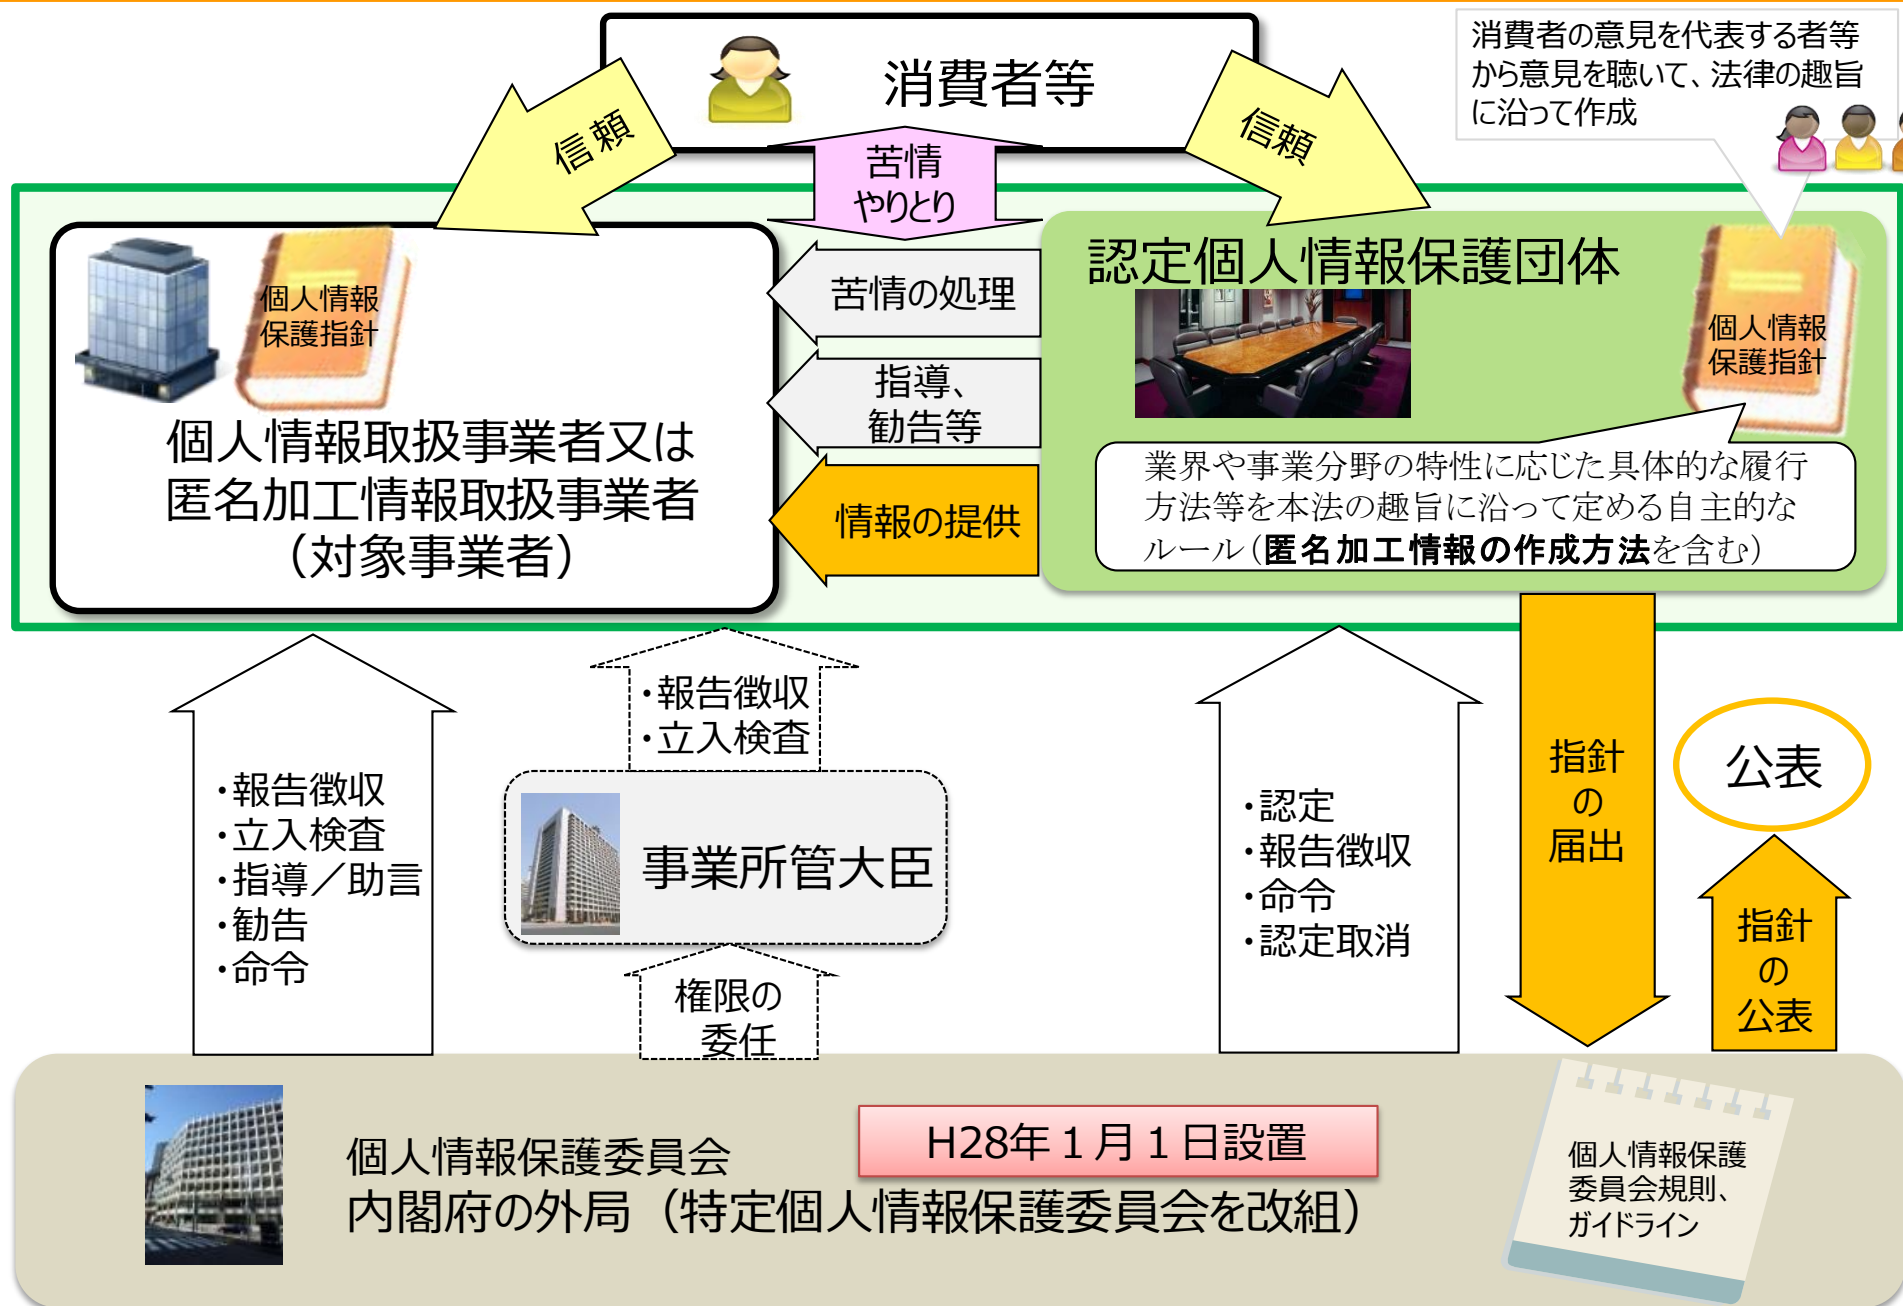 消費者等
消費者の意見を代表する者等
から意見を聴いて、法律の趣旨
に沿って作成
信頼
信頼
苦情
やりとり
個人情報
保護指針
個人情報取扱事業者又は
匿名加工情報取扱事業者
（対象事業者）
苦情の処理
指導、
勧告等
情報の提供
認定個人情報保護団体
個人情報
保護指針
業界や事業分野の特性に応じた具体的な履行
方法等を本法の趣旨に沿って定める自主的な
ルール（匿名加工情報の作成方法を含む）
・報告徴収
・立入検査
・指導／助言
・勧告
・命令
・報告徴収
・立入検査
事業所管大臣
権限の
委任
・認定
・報告徴収
・命令
・認定取消
指針
の
届出
公表
指針
の
公表
個人情報保護委員会
内閣府の外局（特定個人情報保護委員会を改組）
H28年１月１日設置
個人情報保護
委員会規則、
ガイドライン